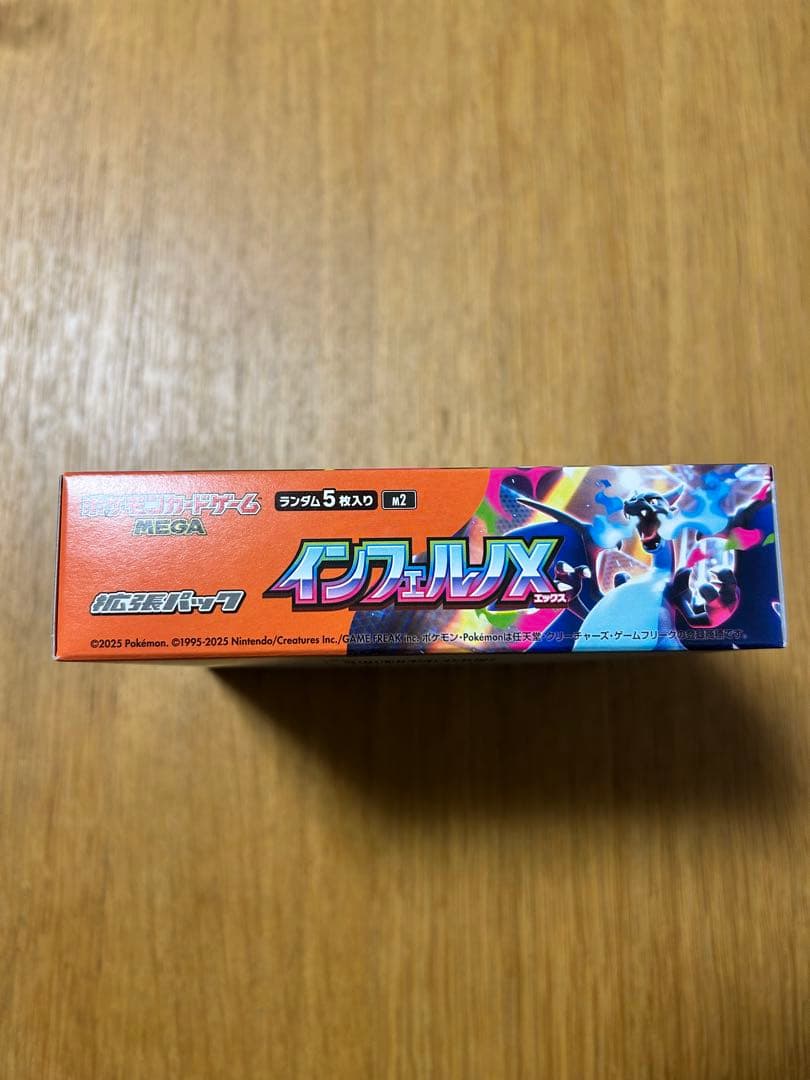 ポケモンカードゲーム
MEGA
ランダム5枚入り M2
拡張パック
インフェルノX
エックス
©2025 Pokémon. ©1995-2025 Nintendo/Creatures Inc./GAME FREAK inc. ポケモン・Pokémonは任天堂・クリーチャーズ・ゲームフリークの登録商標です。